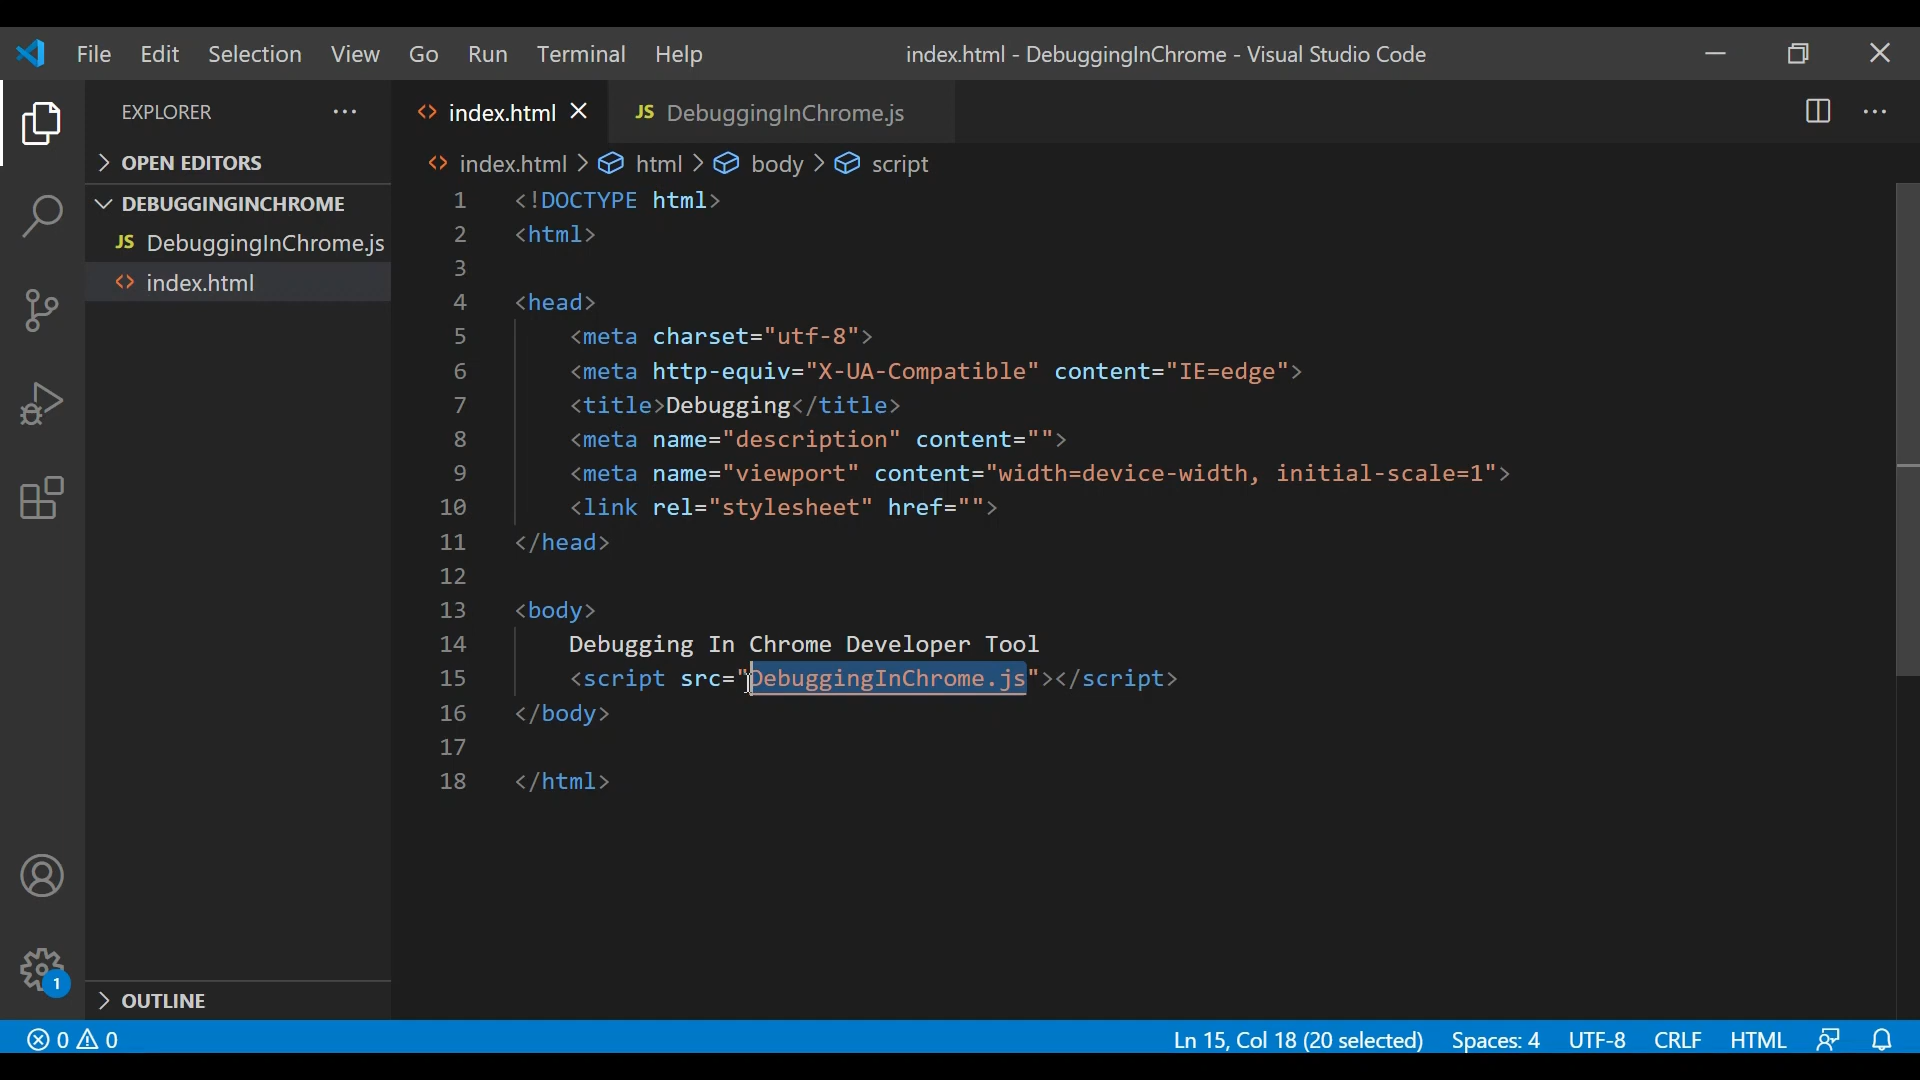 File Edit Selection View Go Run Terminal Help index.html - DebuggingInChrome - Visual Studio Code
EXPLORER
OPEN EDITORS
DEBUGGINGINCHROME
JS DebuggingInChrome.js
<> index.html
OUTLINE
1
<> index.html JS DebuggingInChrome.js
<> index.html > html > body > script
1 <!DOCTYPE html>
2 <html>
3
4 <head>
5 <meta charset="utf-8">
6 <meta http-equiv="X-UA-Compatible" content="IE=edge">
7 <title>Debugging</title>
8 <meta name="description" content="">
9 <meta name="viewport" content="width=device-width, initial-scale=1">
10 <link rel="stylesheet" href="">
11 </head>
12
13 <body>
14 Debugging In Chrome Developer Tool
15 <script src="DebuggingInChrome.js"></script>
16 </body>
17
18 </html>
0 0 Ln 15, Col 18 (20 selected) Spaces: 4 UTF-8 CRLF HTML